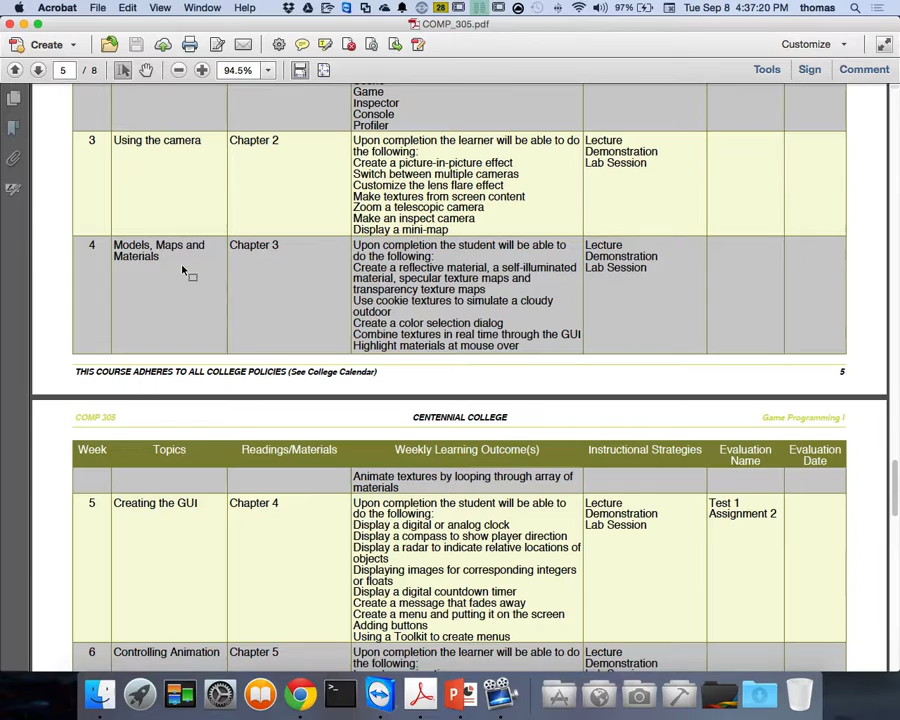 Acrobat File Edit View Window Help 28 97% Tue Sep 8 4:37:20 PM thomas
COMP_305.pdf
Create Customize
5 / 8 94.5% Tools Sign Comment
Game
Inspector
Console
Profiler
3 Using the camera Chapter 2 Upon completion the learner will be able to do Lecture
the following: Demonstration
Create a picture-in-picture effect Lab Session
Switch between multiple cameras
Customize the lens flare effect
Make textures from screen content
Zoom a telescopic camera
Make an inspect camera
Display a mini-map
4 Models, Maps and Chapter 3 Upon completion the student will be able to Lecture
Materials do the following: Demonstration
Create a reflective material, a self-illuminated Lab Session
material, specular texture maps and
transparency texture maps
Use cookie textures to simulate a cloudy
outdoor
Create a color selection dialog
Combine textures in real time through the GUI
Highlight materials at mouse over
THIS COURSE ADHERES TO ALL COLLEGE POLICIES (See College Calendar) 5
COMP 305 CENTENNIAL COLLEGE Game Programming I
Week Topics Readings/Materials Weekly Learning Outcome(s) Instructional Strategies Evaluation Name Evaluation Date
Animate textures by looping through array of
materials
5 Creating the GUI Chapter 4 Upon completion the student will be able to Lecture Test 1
do the following: Demonstration Assignment 2
Display a digital or analog clock Lab Session
Display a compass to show player direction
Display a radar to indicate relative locations of
objects
Displaying images for corresponding integers
or floats
Display a digital countdown timer
Create a message that fades away
Create a menu and putting it on the screen
Adding buttons
Using a Toolkit to create menus
6 Controlling Animation Chapter 5 Upon completion the learner will be able to do Lecture
the following: Demonstration